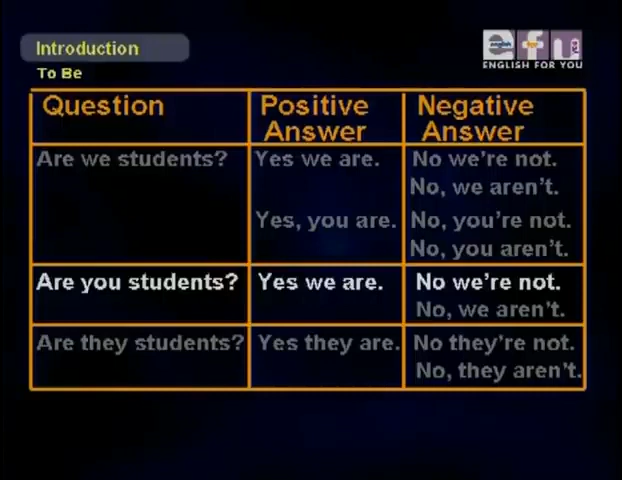 Introduction
To Be
english
for
u
ENGLISH FOR YOU
Question Positive Answer Negative Answer
Are we students? Yes we are. No we're not.
No, we aren't.
Yes, you are. No, you're not.
No, you aren't.
Are you students? Yes we are. No we're not.
No, we aren't.
Are they students? Yes they are. No they're not.
No, they aren't.